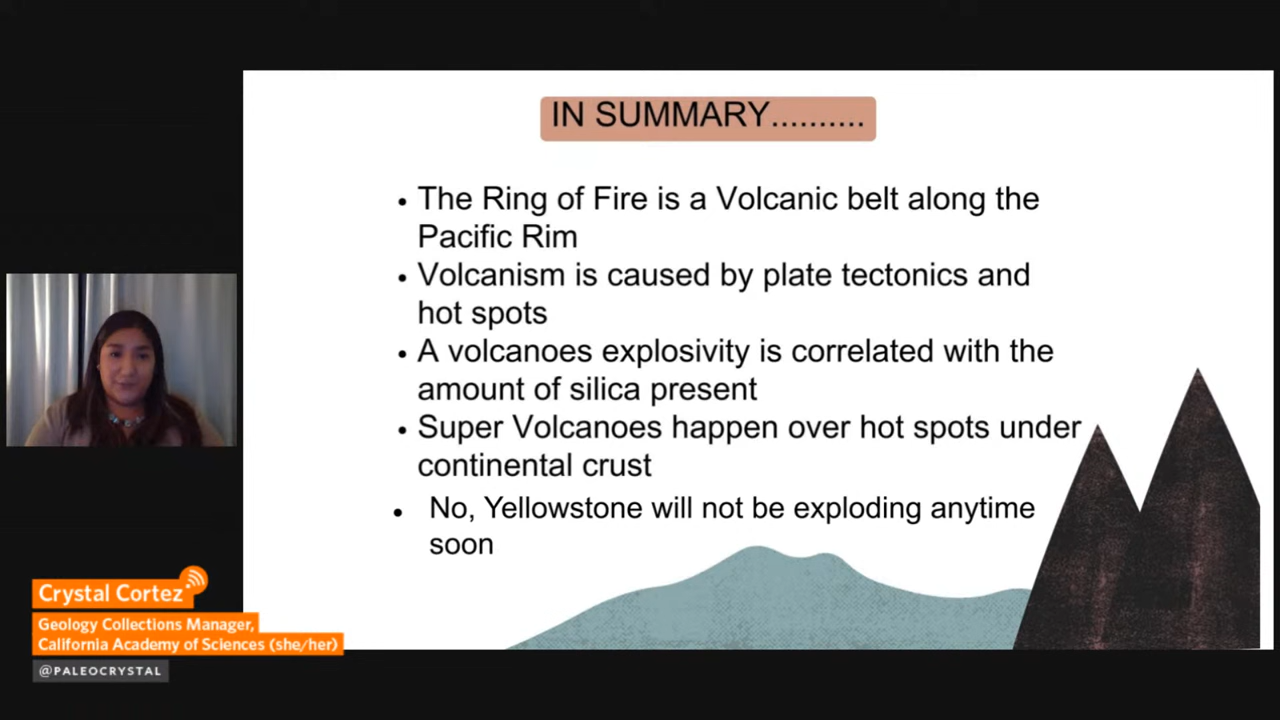 IN SUMMARY..........
• The Ring of Fire is a Volcanic belt along the
Pacific Rim
• Volcanism is caused by plate tectonics and
hot spots
• A volcanoes explosivity is correlated with the
amount of silica present
• Super Volcanoes happen over hot spots under
continental crust
• No, Yellowstone will not be exploding anytime
soon
Crystal Cortez
Geology Collections Manager,
California Academy of Sciences (she/her)
@PALEOCRYSTAL